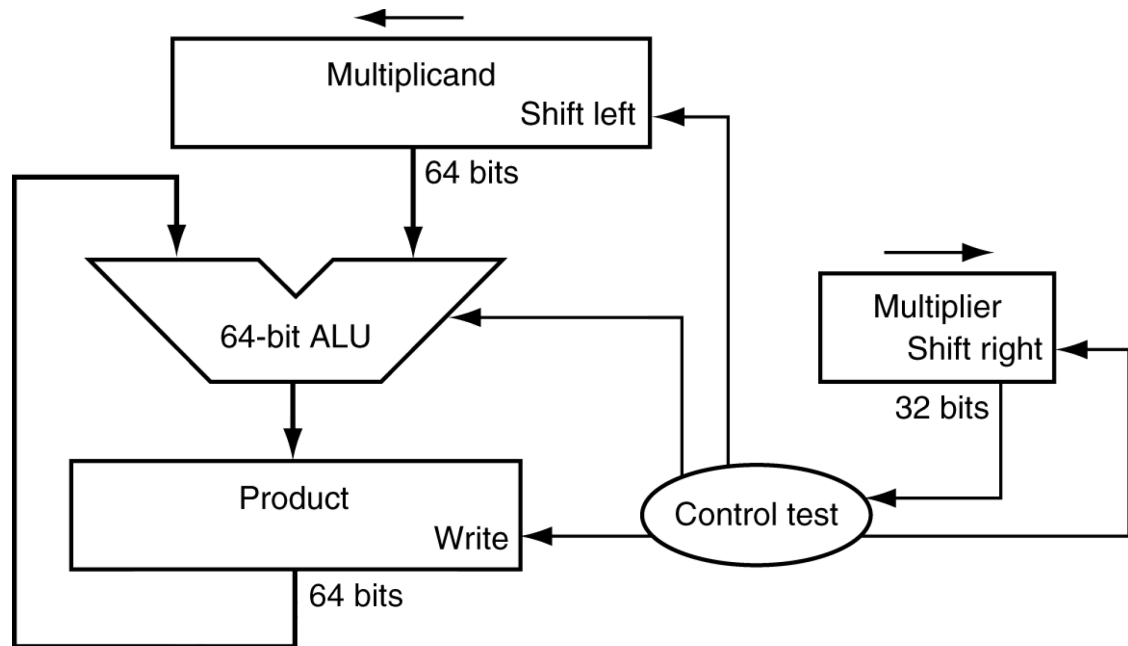 Multiplicand
Shift left
64 bits
64-bit ALU
Multiplier
Shift right
32 bits
Product
Write
Control test
64 bits